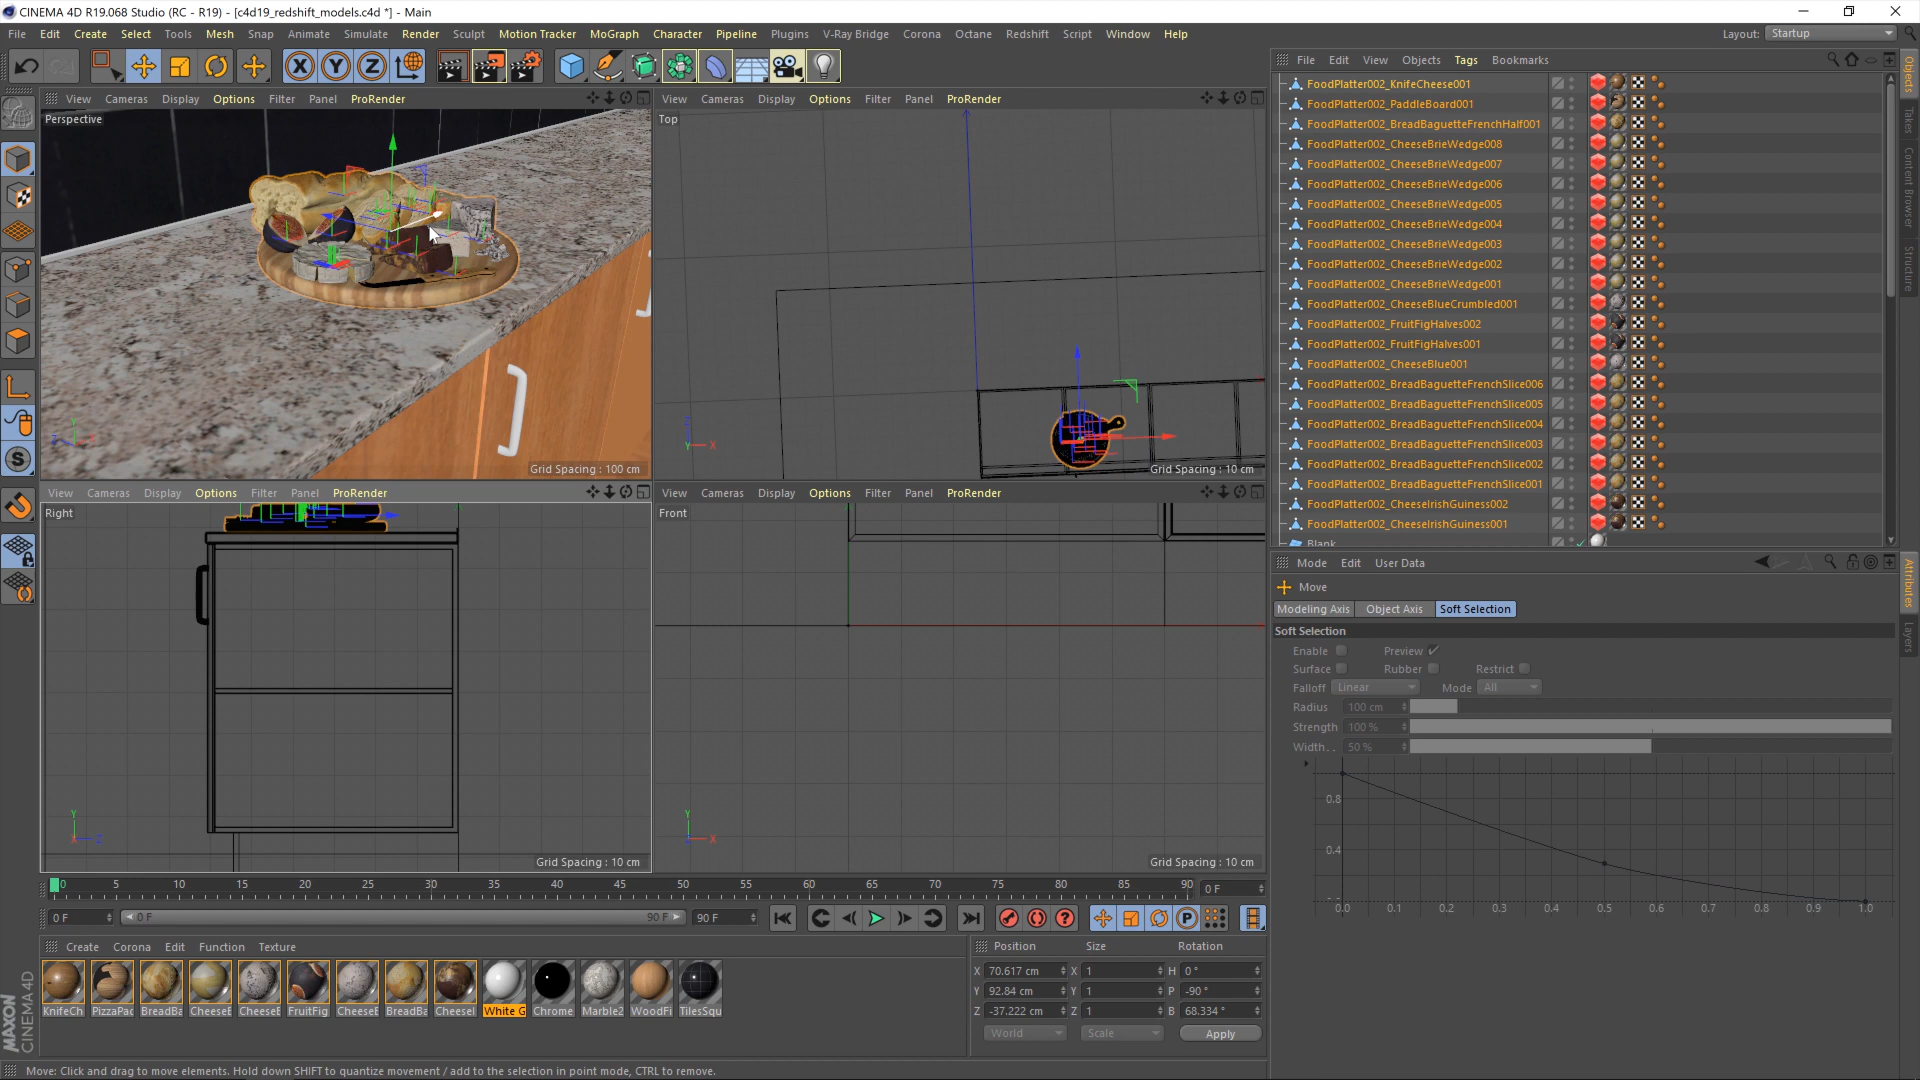 CINEMA 4D R19.068 Studio (RC - R19) - [c4d19_redshift_models.c4d *] - Main
File Edit Create Select Tools Mesh Snap Animate Simulate Render Sculpt Motion Tracker MoGraph Character Pipeline Plugins V-Ray Bridge Corona Octane Redshift Script Window Help
Layout: Startup
X Y Z
File Edit View Objects Tags Bookmarks
View Cameras Display Options Filter Panel ProRender
Perspective
Grid Spacing : 100 cm
View Cameras Display Options Filter Panel ProRender
Top
Grid Spacing : 10 cm
View Cameras Display Options Filter Panel ProRender
Right
Grid Spacing : 10 cm
View Cameras Display Options Filter Panel ProRender
Front
Grid Spacing : 10 cm
FoodPlatter002_KnifeCheese001
FoodPlatter002_PaddleBoard001
FoodPlatter002_BreadBaguetteFrenchHalf001
FoodPlatter002_CheeseBrieWedge008
FoodPlatter002_CheeseBrieWedge007
FoodPlatter002_CheeseBrieWedge006
FoodPlatter002_CheeseBrieWedge005
FoodPlatter002_CheeseBrieWedge004
FoodPlatter002_CheeseBrieWedge003
FoodPlatter002_CheeseBrieWedge002
FoodPlatter002_CheeseBrieWedge001
FoodPlatter002_CheeseBlueCrumbled001
FoodPlatter002_FruitFigHalves002
FoodPlatter002_FruitFigHalves001
FoodPlatter002_CheeseBlue001
FoodPlatter002_BreadBaguetteFrenchSlice006
FoodPlatter002_BreadBaguetteFrenchSlice005
FoodPlatter002_BreadBaguetteFrenchSlice004
FoodPlatter002_BreadBaguetteFrenchSlice003
FoodPlatter002_BreadBaguetteFrenchSlice002
FoodPlatter002_BreadBaguetteFrenchSlice001
FoodPlatter002_CheeseIrishGuiness002
FoodPlatter002_CheeseIrishGuiness001
Blank
Objects
Takes
Content Browser
Structure
Mode Edit User Data
Move
Modeling Axis Object Axis Soft Selection
Soft Selection
Enable Preview
Surface Rubber Restrict
Falloff Linear Mode All
Radius 100 cm
Strength 100 %
Width.. 50 %
0.8
0.4
0.0 0.1 0.2 0.3 0.4 0.5 0.6 0.7 0.8 0.9 1.0
Attributes
Layers
0 5 10 15 20 25 30 35 40 45 50 55 60 65 70 75 80 85 90 0 F
0 F 0 F 90 F 90 F
Create Corona Edit Function Texture
KnifeCh PizzaPad BreadBa CheeseE CheeseE FruitFig CheeseE BreadBa CheeseI White G Chrome Marble2 WoodFi TilesSqu
Position Size Rotation
X 70.617 cm X 1 H 0 °
Y 92.84 cm Y 1 P -90 °
Z -37.222 cm Z 1 B 68.334 °
World Scale Apply
MAXON
CINEMA 4D
Move: Click and drag to move elements. Hold down SHIFT to quantize movement / add to the selection in point mode, CTRL to remove.